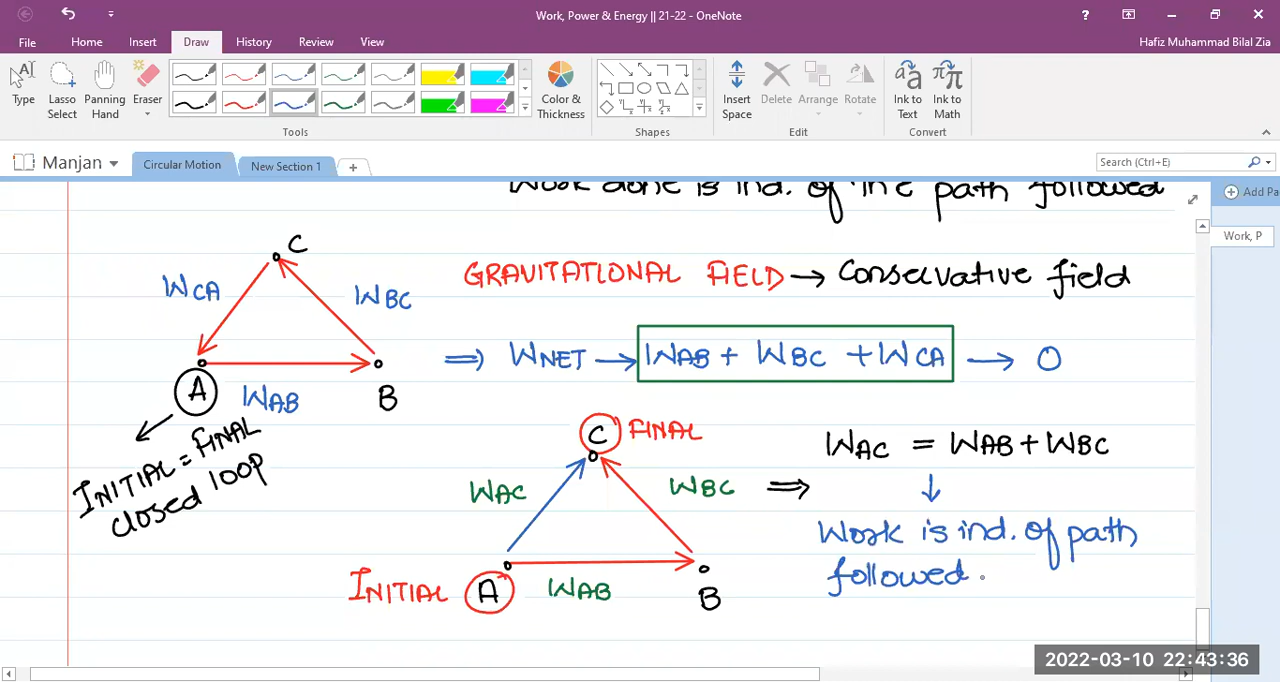 Work, Power & Energy || 21-22 - OneNote
File Home Insert Draw History Review View
Hafiz Muhammad Bilal Zia
Type
Lasso Select
Panning Hand
Eraser
Color & Thickness
Insert Space
Delete
Arrange
Rotate
Ink to Text
Ink to Math
Tools
Shapes
Edit
Convert
Manjan
Circular Motion
New Section 1
Search (Ctrl+E)
Add Pa
Work, P
Work done is ind. of the path followed
C
WCA
WBC
A
WAB
B
INITIAL = FINAL
closed loop
GRAVITATIONAL FIELD → Conservative field
⇒ WNET → WAB + WBC + WCA → 0
C FINAL
WAC
WBC
INITIAL A
WAB
B
⇒ WAC = WAB + WBC
↓
Work is ind. of path
followed.
2022-03-10 22:43:36